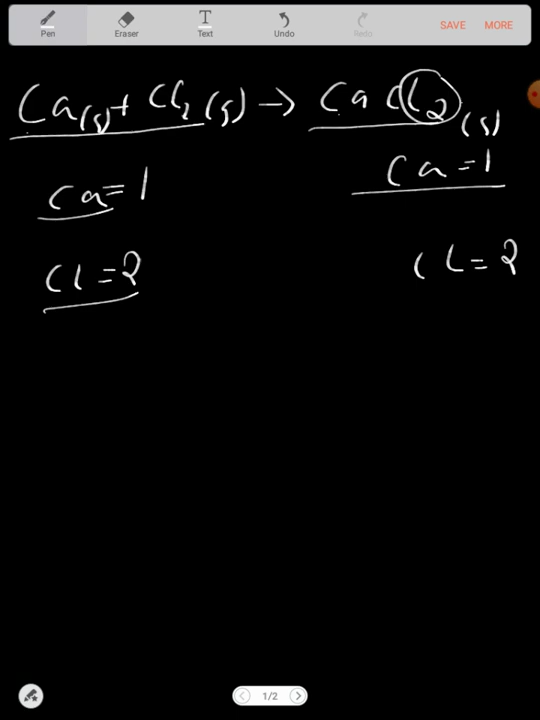 Pen Eraser Text Undo Redo SAVE MORE
Ca(s) + Cl2 (g) → CaCl2 (s)
Ca = 1 Ca = 1
Cl = 2 Cl = 2
1/2